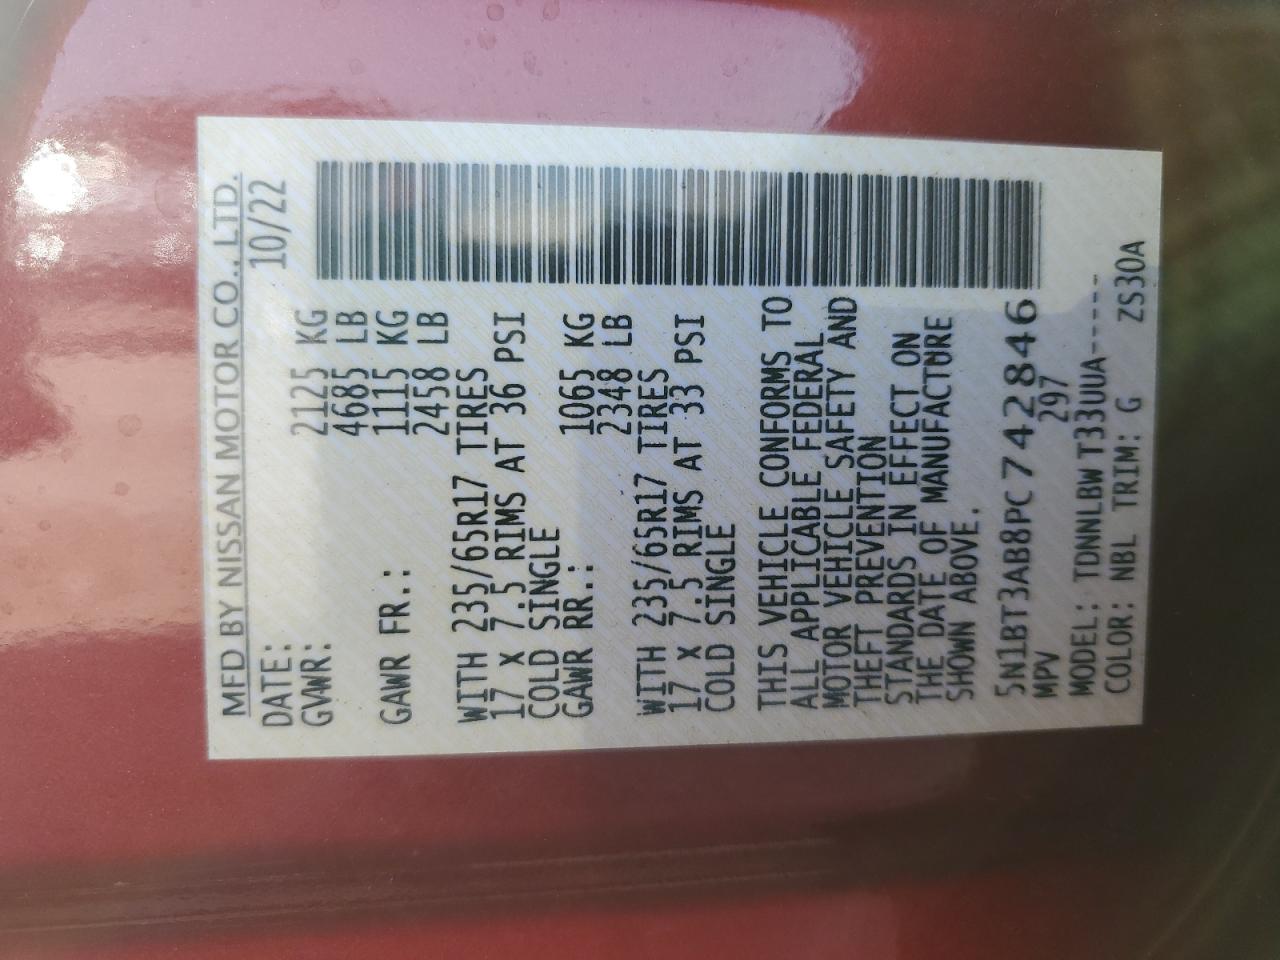 MFD BY NISSAN MOTOR CO., LTD.
DATE: 10/22
GVWR: 2125 KG
4685 LB
GAWR FR.: 1115 KG
2458 LB
WITH 235/65R17 TIRES
17 X 7.5 RIMS AT 36 PSI
COLD SINGLE
GAWR RR.: 1065 KG
2348 LB
WITH 235/65R17 TIRES
17 X 7.5 RIMS AT 33 PSI
COLD SINGLE
THIS VEHICLE CONFORMS TO
ALL APPLICABLE FEDERAL
MOTOR VEHICLE SAFETY AND
THEFT PREVENTION
STANDARDS IN EFFECT ON
THE DATE OF MANUFACTURE
SHOWN ABOVE.
5N1BT3AB8PC742846
MPV 297
MODEL: TDNNLBW T33UUA-----
COLOR: NBL TRIM: G ZS30A